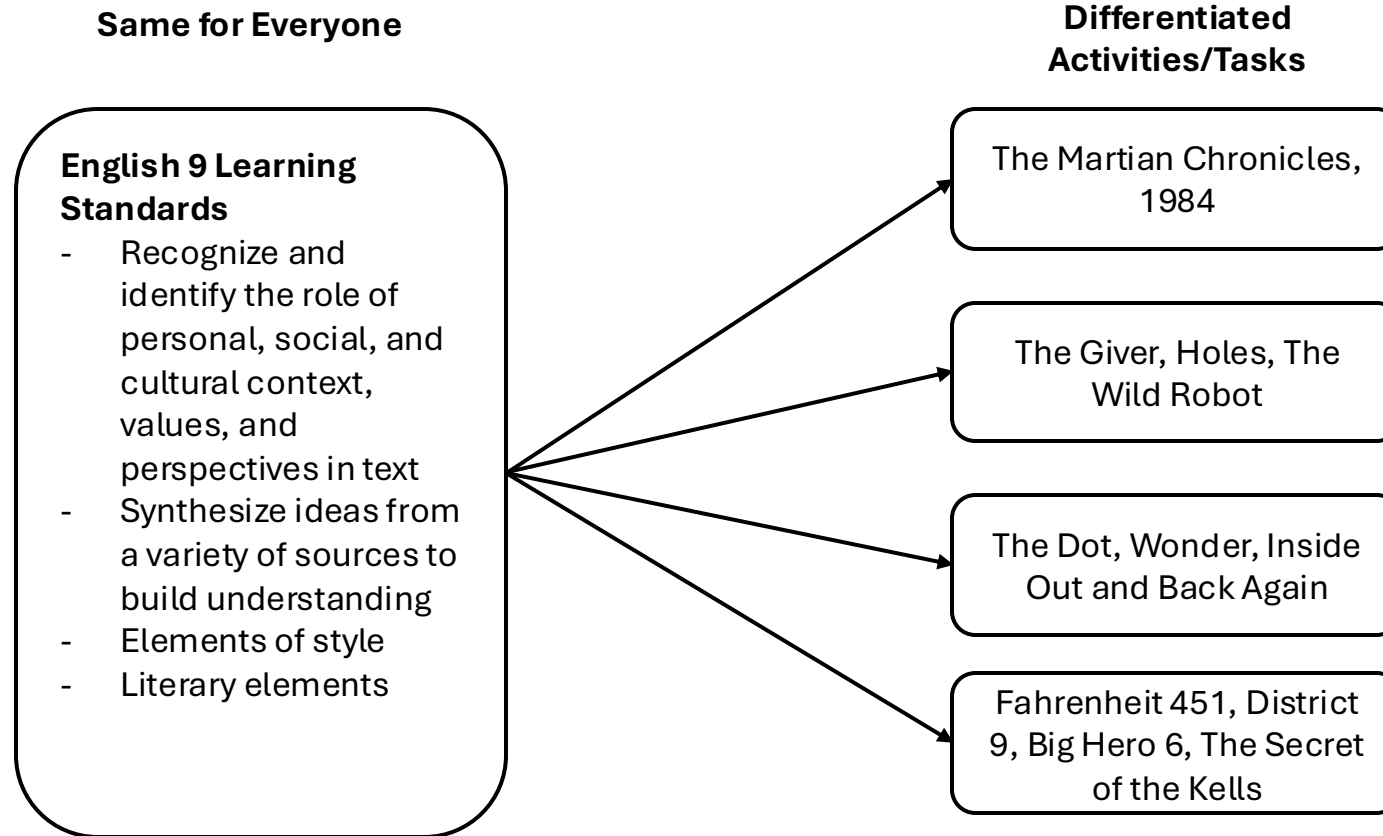 Same for Everyone
Differentiated
Activities/Tasks
English 9 Learning
Standards
- Recognize and
identify the role of
personal, social, and
cultural context,
values, and
perspectives in text
- Synthesize ideas from
a variety of sources to
build understanding
- Elements of style
- Literary elements
The Martian Chronicles,
1984
The Giver, Holes, The
Wild Robot
The Dot, Wonder, Inside
Out and Back Again
Fahrenheit 451, District
9, Big Hero 6, The Secret
of the Kells